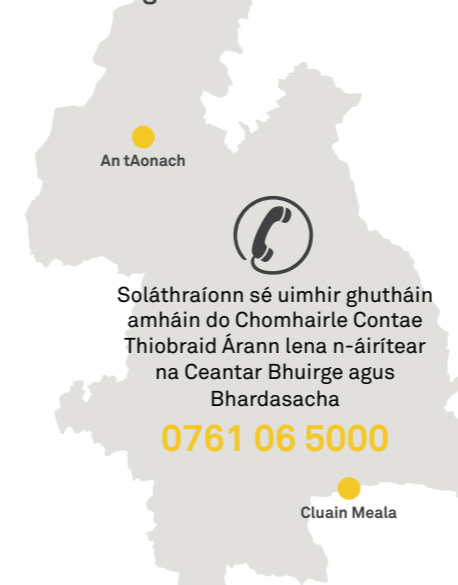 An tAonach
Soláthraíonn sé uimhir ghutháin
amháin do Chomhairle Contae
Thiobraid Árann lena n-áirítear
na Ceantar Bhuirge agus
Bhardasacha
0761 06 5000
Cluain Meala